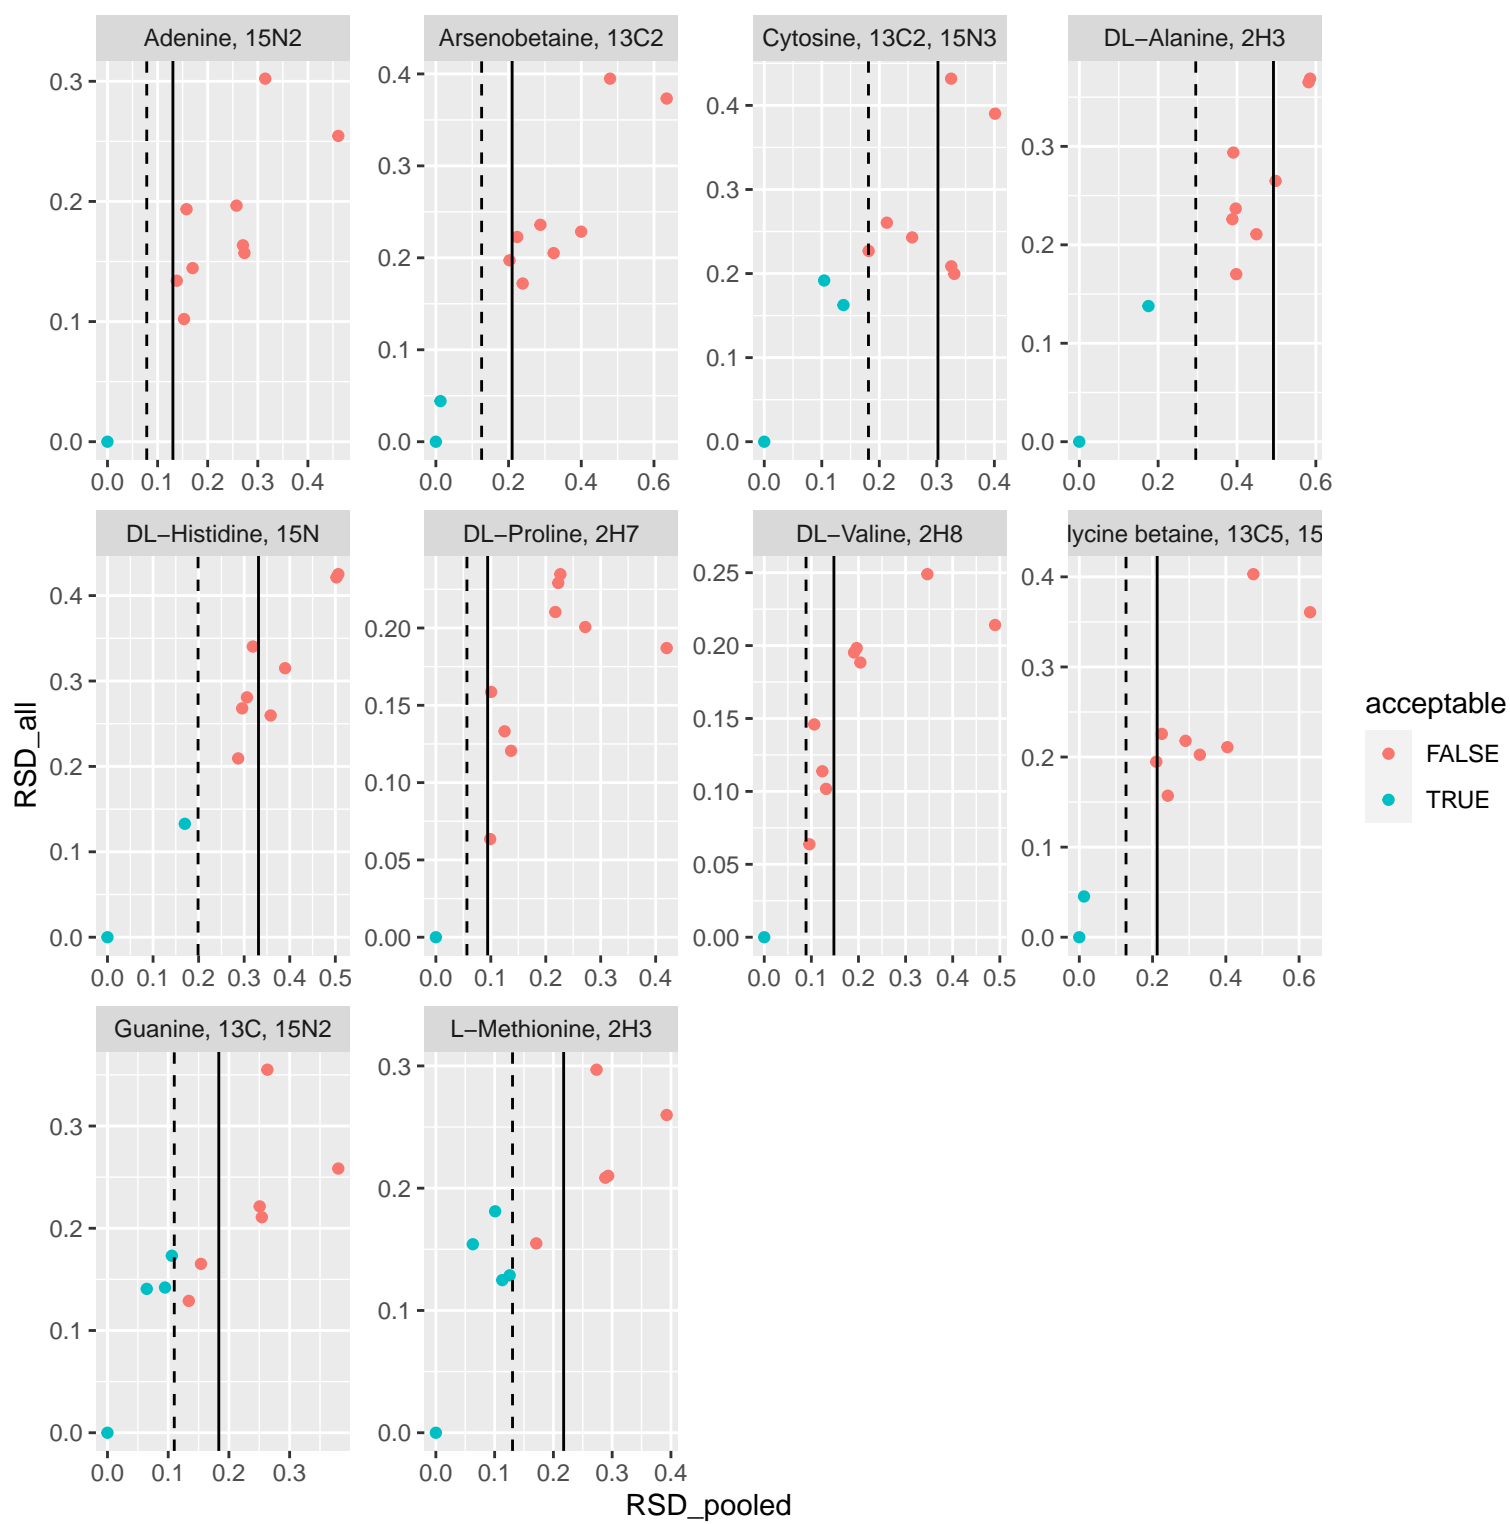 Adenine, 15N2
Arsenobetaine, 13C2
Cytosine, 13C2, 15N3
DL−Alanine, 2H3
0.3
0.2
0.1
0.0
0.4
0.3
0.2
0.1
0.0
0.4
0.3
0.2
0.1
0.0
0.3
0.2
0.1
0.0
0.0 0.1 0.2 0.3 0.4
0.0 0.2 0.4 0.6
0.0 0.1 0.2 0.3 0.4
0.0 0.2 0.4 0.6
DL−Histidine, 15N
DL−Proline, 2H7
DL−Valine, 2H8
lycine betaine, 13C5, 15
0.4
0.3
0.2
0.1
0.0
0.20
0.15
0.10
0.05
0.00
0.25
0.20
0.15
0.10
0.05
0.00
0.4
0.3
0.2
0.1
0.0
0.0 0.1 0.2 0.3 0.4 0.5
0.0 0.1 0.2 0.3 0.4
0.0 0.1 0.2 0.3 0.4 0.5
0.0 0.2 0.4 0.6
Guanine, 13C, 15N2
L−Methionine, 2H3
0.3
0.2
0.1
0.0
0.3
0.2
0.1
0.0
0.0 0.1 0.2 0.3
0.0 0.1 0.2 0.3 0.4
RSD_pooled
RSD_all
acceptable
FALSE
TRUE